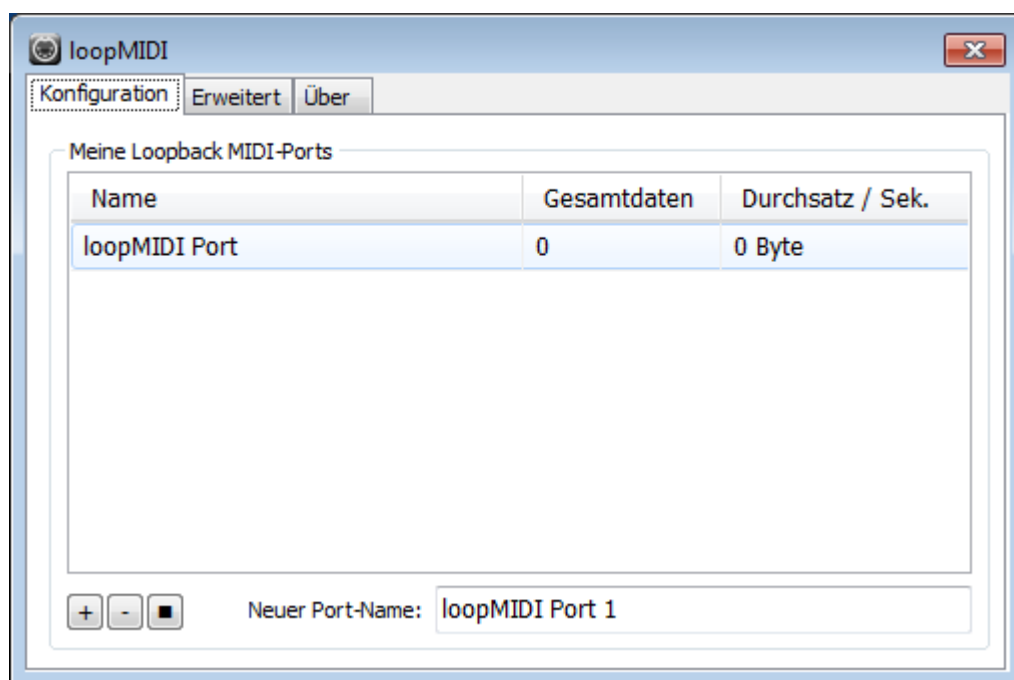 loopMIDI
Konfiguration Erweitert Über
Meine Loopback MIDI-Ports
Name Gesamtdaten Durchsatz / Sek.
loopMIDI Port 0 0 Byte
+ - ■ Neuer Port-Name: loopMIDI Port 1